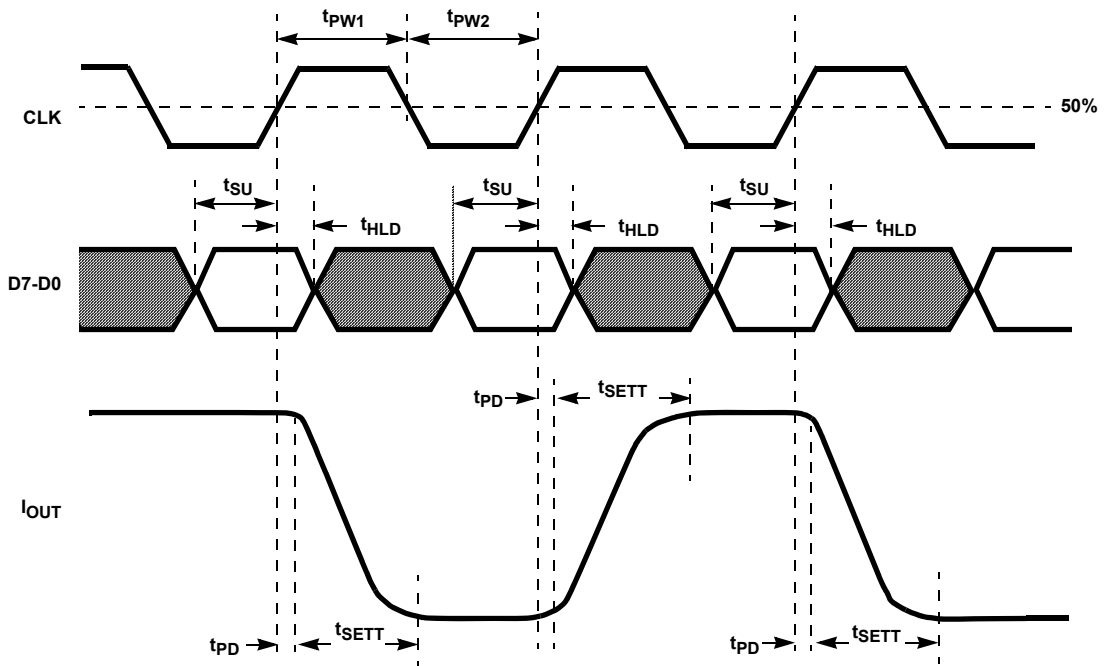 tPW1 tPW2
CLK
50%
tSU tSU tSU
tHLD tHLD tHLD
D7-D0
tPD tSETT
IOUT
tPD tSETT tPD tSETT